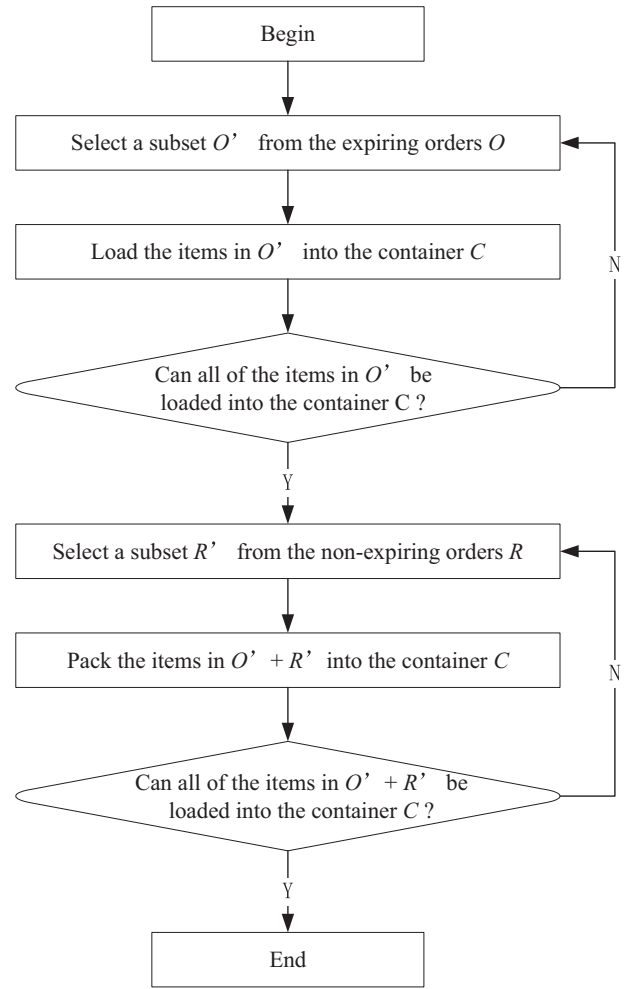 Begin
Select a subset O’ from the expiring orders O
Load the items in O’ into the container C
N
Can all of the items in O’ be
loaded into the container C ?
Y
Select a subset R’ from the non-expiring orders R
Pack the items in O’ + R’ into the container C
N
Can all of the items in O’ + R’ be
loaded into the container C ?
Y
End